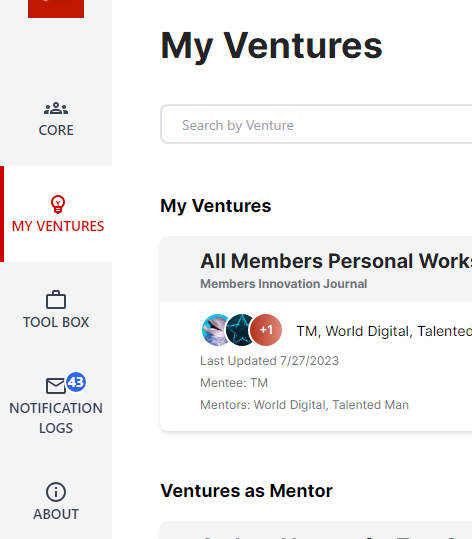 My Ventures
CORE
Search by Venture
MY VENTURES
My Ventures
All Members Personal Works
Members Innovation Journal
+1
TM, World Digital, Talented
TOOL BOX
Last Updated 7/27/2023
Mentee: TM
43
NOTIFICATION
LOGS
Mentors: World Digital, Talented Man
Ventures as Mentor
ABOUT